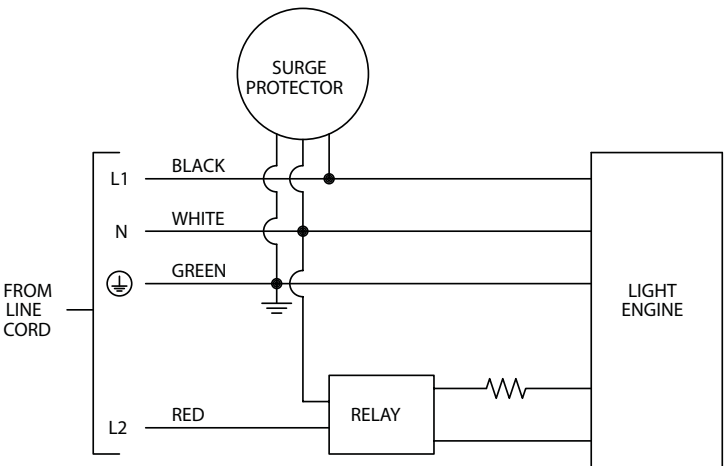 SURGE
PROTECTOR
L1
BLACK
N
WHITE
GREEN
FROM
LINE
CORD
LIGHT
ENGINE
L2
RED
RELAY